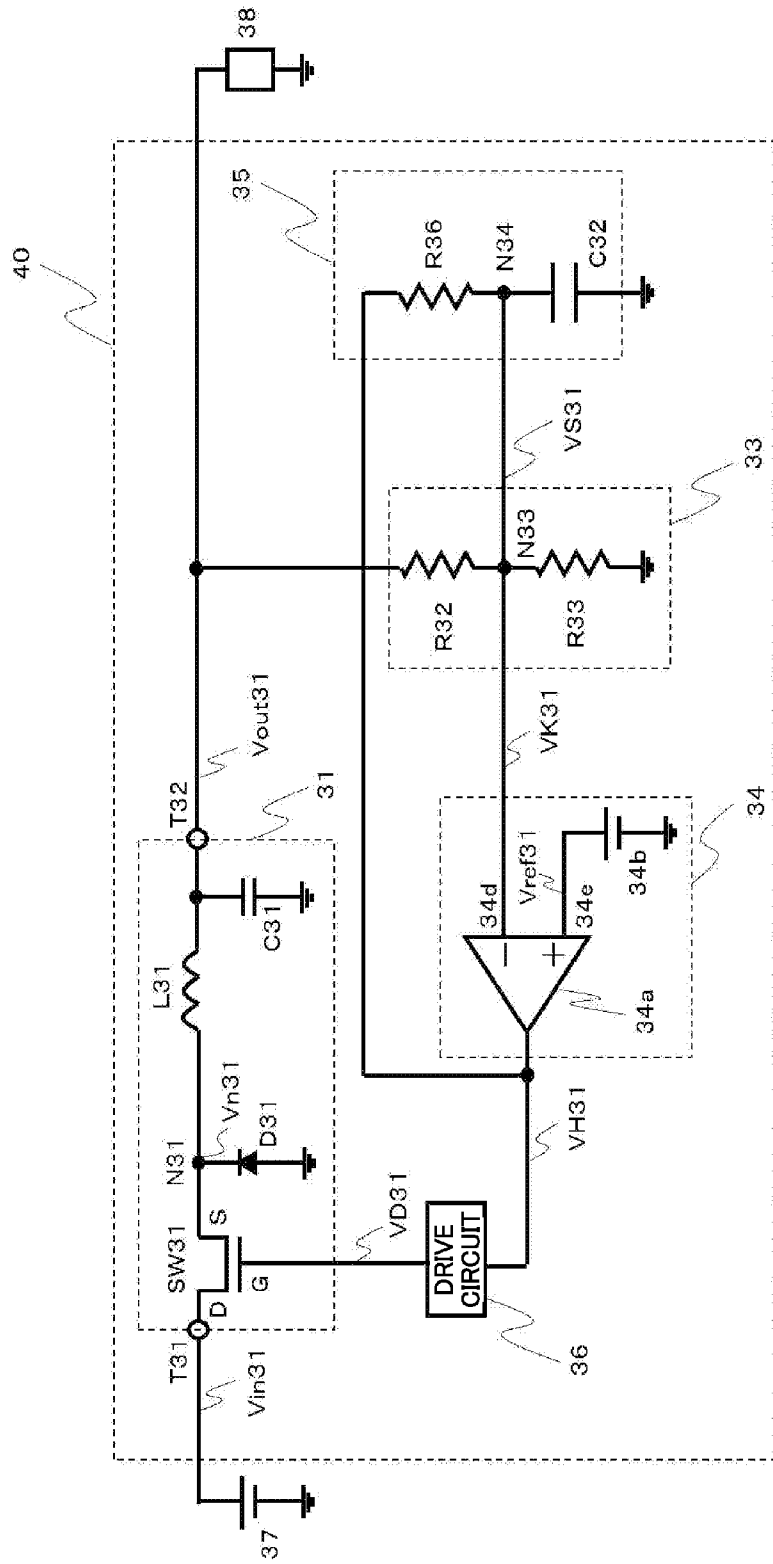 40
37
Vin31
T31
D
SW31
S
G
N31
Vn31
D31
L31
C31
T32
31
Vout31
38
VD31
DRIVE
CIRCUIT
36
VH31
34a
34d
34e
Vref31
34b
34
VK31
R32
N33
R33
33
VS31
35
R36
N34
C32